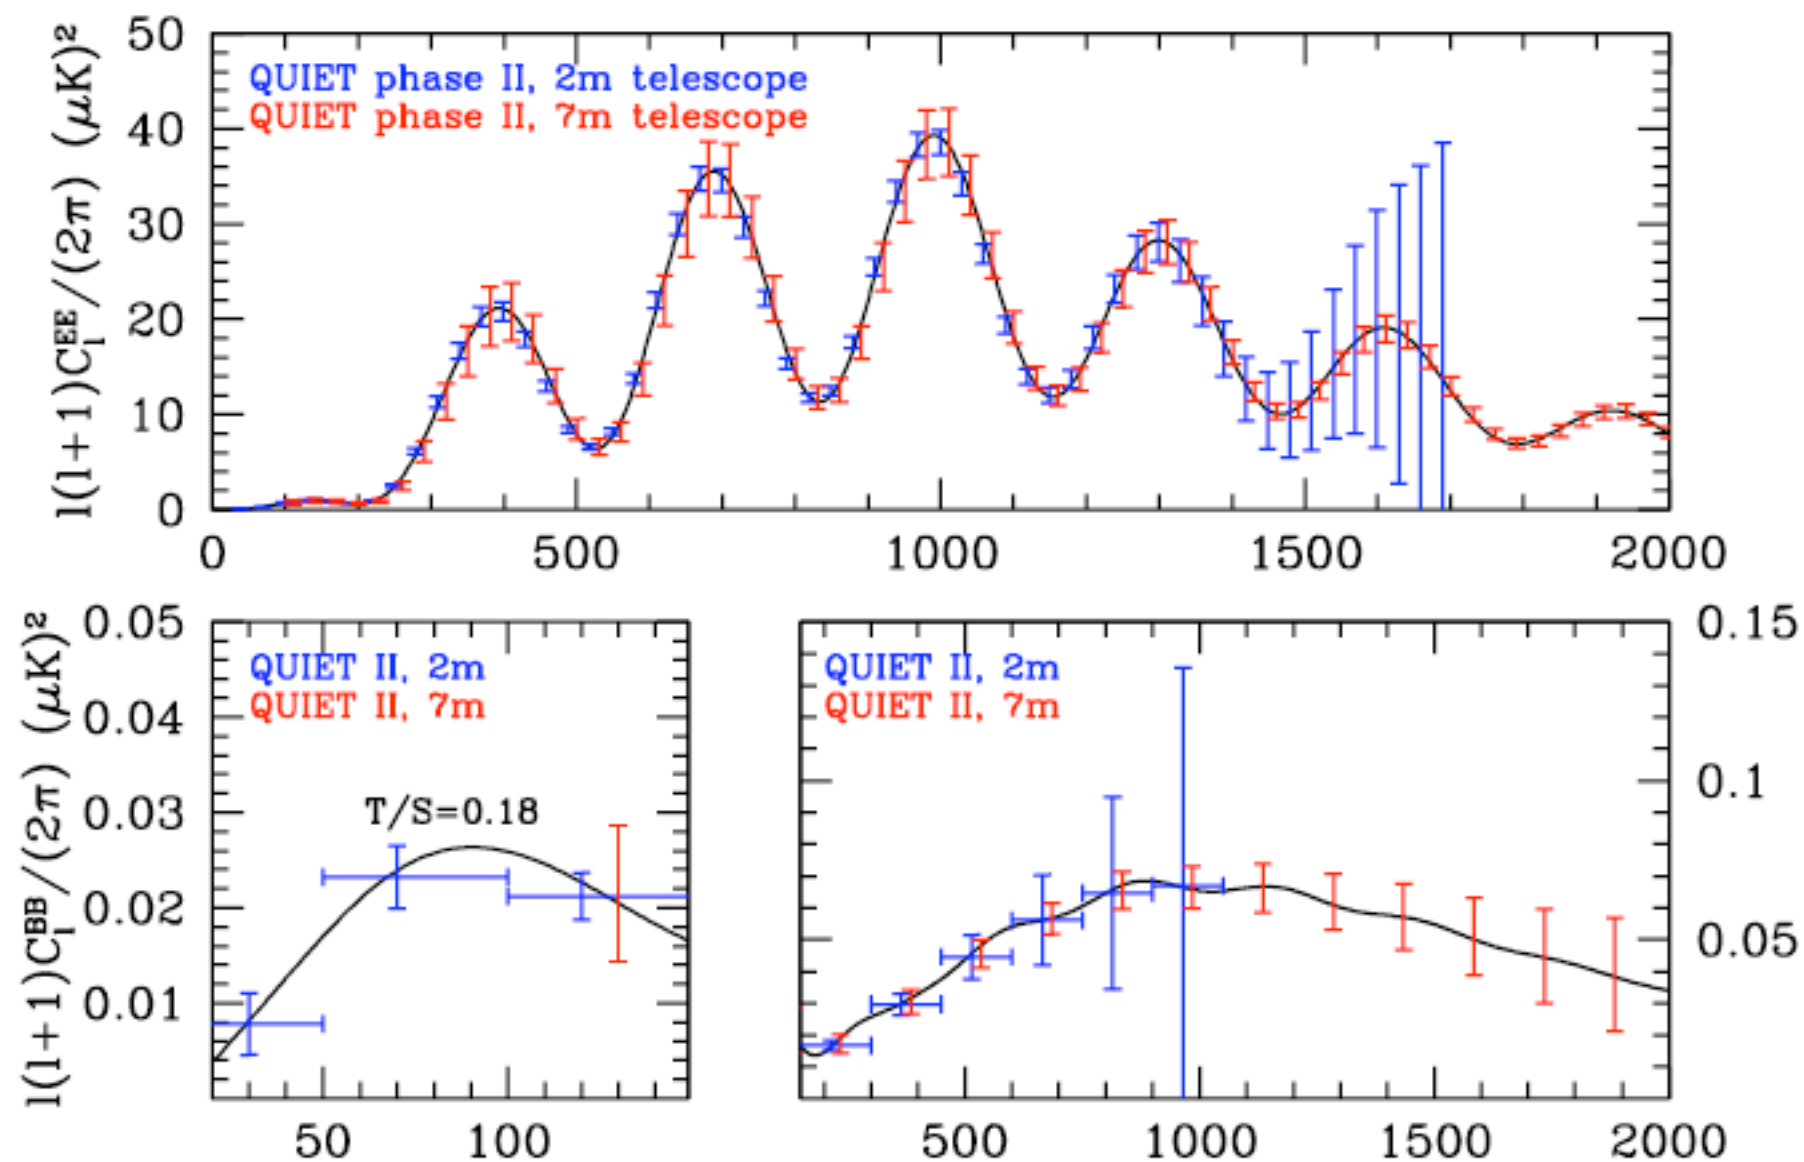 50
40
30
20
10
0
l(l+1)C_l^EE/(2π) (μK)²
QUIET phase II, 2m telescope
QUIET phase II, 7m telescope
0 500 1000 1500 2000
0.05
0.04
0.03
0.02
0.01
l(l+1)C_l^BB/(2π) (μK)²
QUIET II, 2m
QUIET II, 7m
T/S=0.18
50 100
QUIET II, 2m
QUIET II, 7m
0.15
0.1
0.05
500 1000 1500 2000